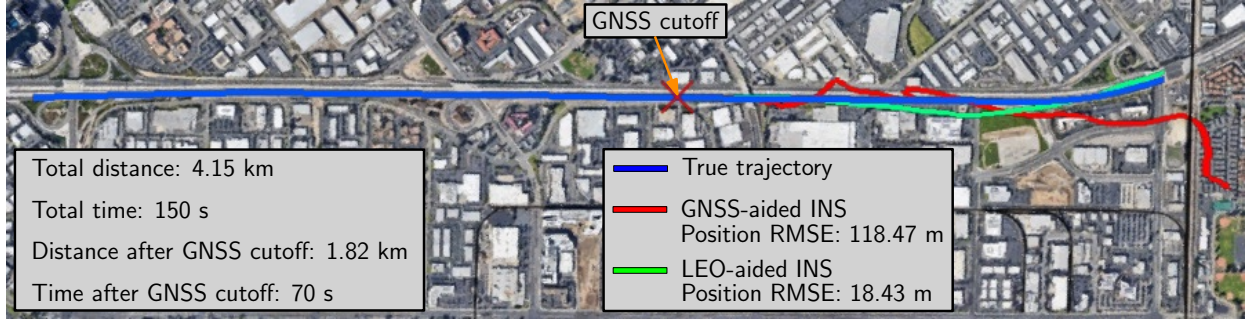 GNSS cutoff
Total distance: 4.15 km
Total time: 150 s
Distance after GNSS cutoff: 1.82 km
Time after GNSS cutoff: 70 s
True trajectory
GNSS-aided INS
Position RMSE: 118.47 m
LEO-aided INS
Position RMSE: 18.43 m